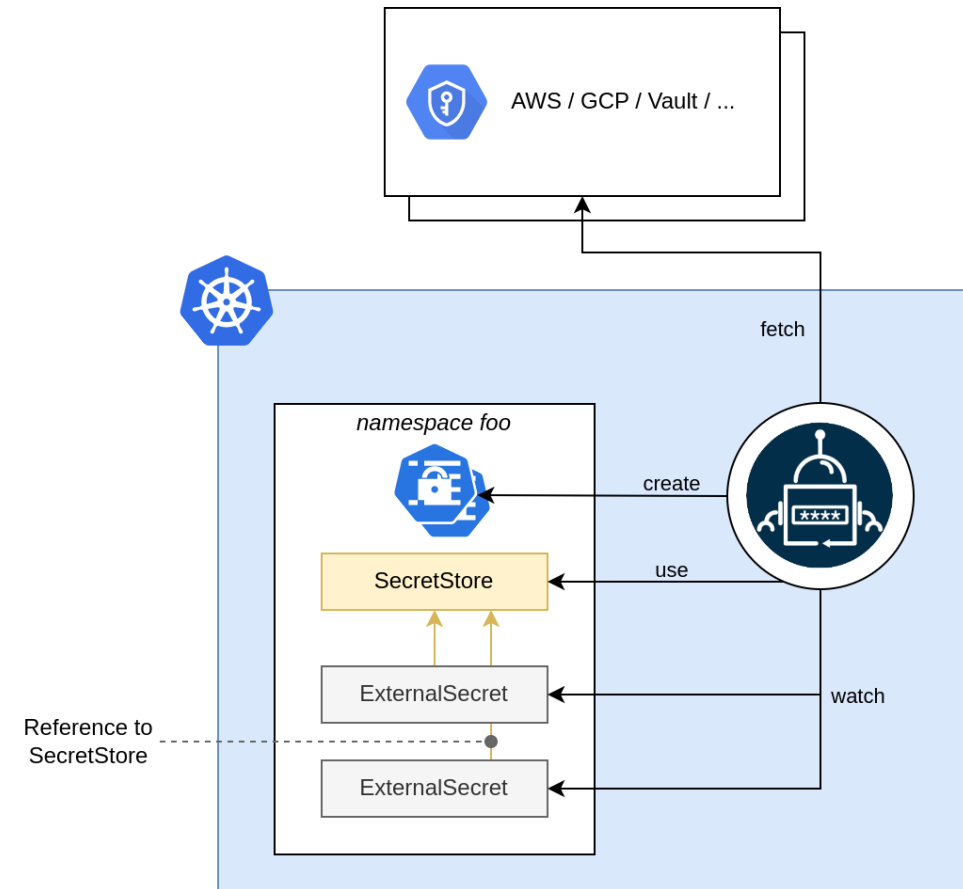 AWS / GCP / Vault / ...
fetch
namespace foo
create
****
use
SecretStore
ExternalSecret
watch
Reference to
SecretStore
ExternalSecret